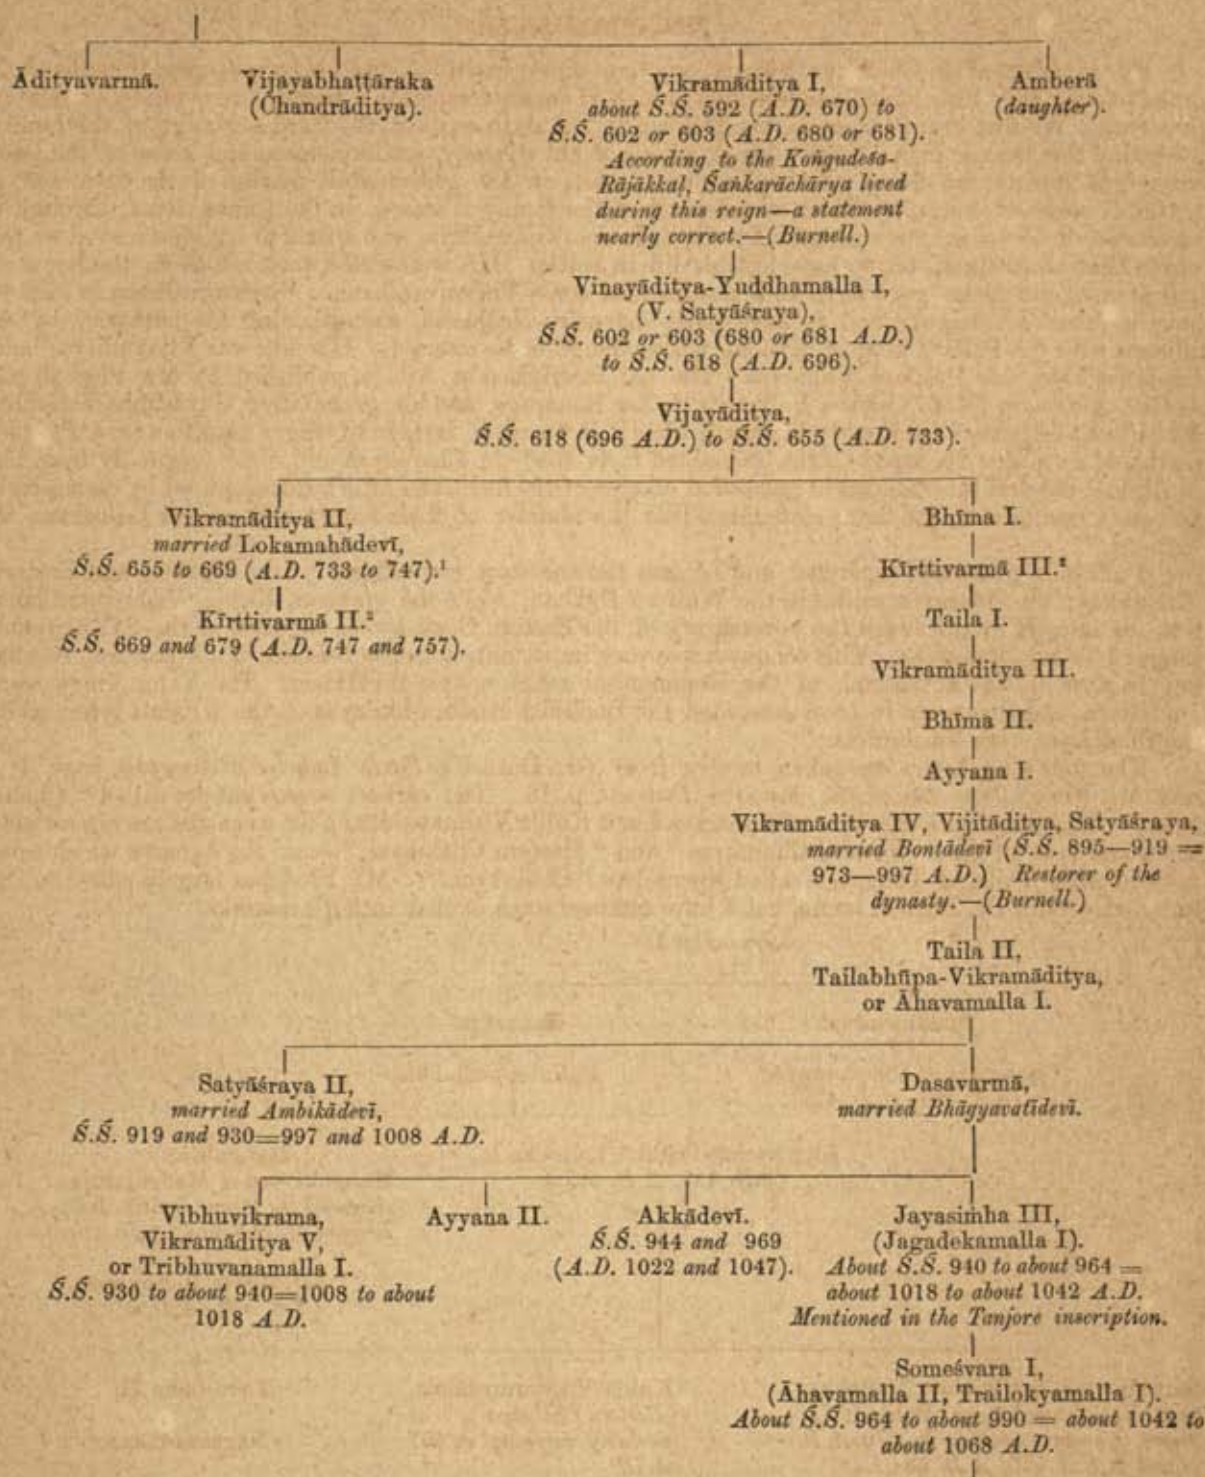 Ādityavarmā.
Vijayabhaṭṭāraka
(Chandrāditya).
Vikramāditya I,
about Ś.Ś. 592 (A.D. 670) to
Ś.Ś. 602 or 603 (A.D. 680 or 681).
According to the Koṅgudeśa-
Rājākkaḷ, Śaṅkarāchārya lived
during this reign—a statement
nearly correct.—(Burnell.)
Amberā
(daughter).
Vinayāditya-Yuddhamalla I,
(V. Satyāśraya),
Ś.Ś. 602 or 603 (680 or 681 A.D.)
to Ś.Ś. 618 (A.D. 696).
Vijayāditya,
Ś.Ś. 618 (696 A.D.) to Ś.Ś. 655 (A.D. 733).
Vikramāditya II,
married Lokamahādevī,
Ś.Ś. 655 to 669 (A.D. 733 to 747).¹
Kīrttivarmā II.²
Ś.Ś. 669 and 679 (A.D. 747 and 757).
Bhīma I.
Kīrttivarmā III.²
Taila I.
Vikramāditya III.
Bhīma II.
Ayyana I.
Vikramāditya IV, Vijitāditya, Satyāśraya,
married Bontādevī (Ś.Ś. 895—919 =
973—997 A.D.) Restorer of the
dynasty.—(Burnell.)
Taila II,
Tailabhūpa-Vikramāditya,
or Āhavamalla I.
Satyāśraya II,
married Ambikādevī,
Ś.Ś. 919 and 930=997 and 1008 A.D.
Dasavarmā,
married Bhāgyavatīdevī.
Vibhuvikrama,
Vikramāditya V,
or Tribhuvanamalla I.
Ś.Ś. 930 to about 940=1008 to about
1018 A.D.
Ayyana II.
Akkādevī.
Ś.Ś. 944 and 969
(A.D. 1022 and 1047).
Jayasiṁha III,
(Jagadekamalla I).
About Ś.Ś. 940 to about 964 =
about 1018 to about 1042 A.D.
Mentioned in the Tanjore inscription.
Someśvara I,
(Āhavamalla II, Trailokyamalla I).
About Ś.Ś. 964 to about 990 = about 1042 to
about 1068 A.D.